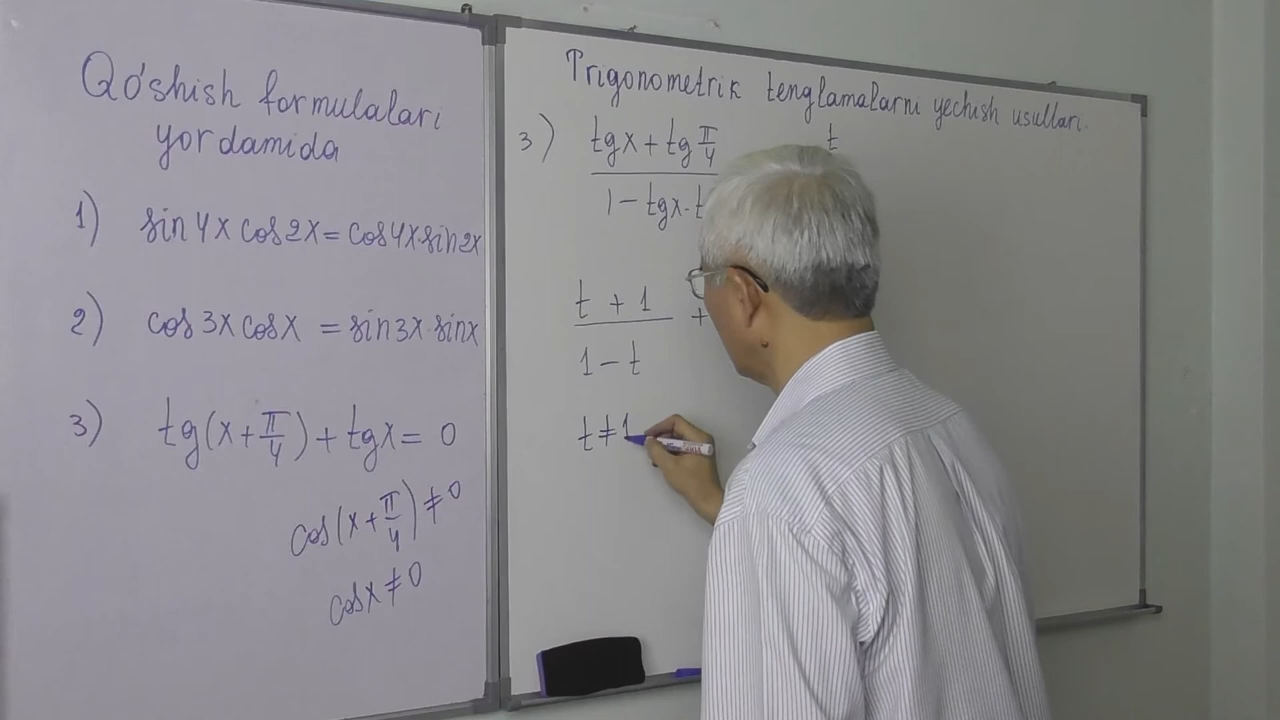 Qo'shish formulalari
yordamida
1) sin4x cos2x=cos4x·sin2x
2) cos3x cosx = sin3x·sinx
3) tg(x+π/4)+tgx=0
cos(x+π/4)≠0
cosx≠0
Trigonometrik tenglamalarni yechish usullari.
3) tgx+tg π/4
t
1-tgx·t
t+1
+
1-t
t≠1